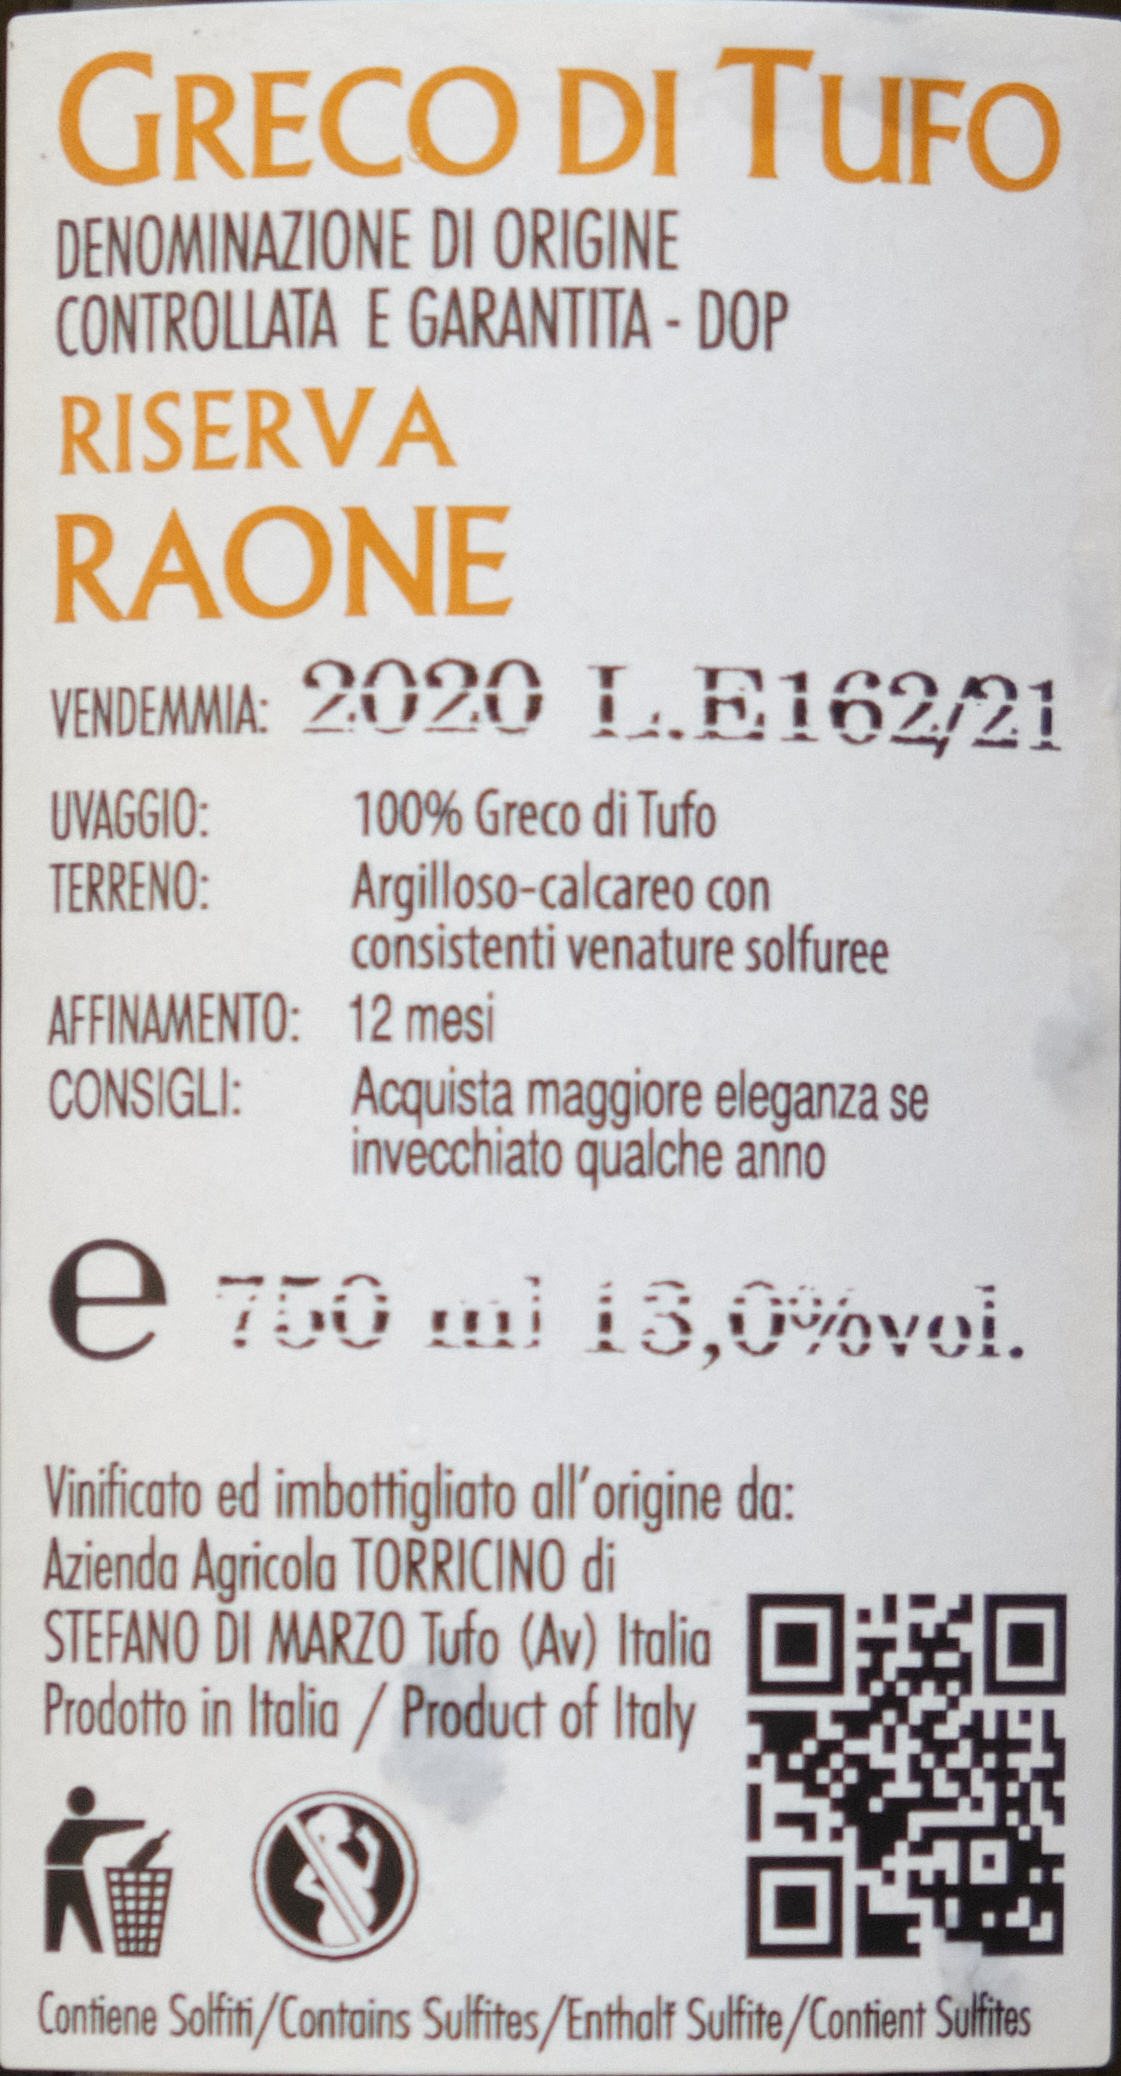 GRECO DI TUFO
DENOMINAZIONE DI ORIGINE
CONTROLLATA E GARANTITA - DOP
RISERVA
RAONE
VENDEMMIA: 2020 L.E162/21
UVAGGIO: 100% Greco di Tufo
TERRENO: Argilloso-calcareo con
consistenti venature solfuree
AFFINAMENTO: 12 mesi
CONSIGLI: Acquista maggiore eleganza se
invecchiato qualche anno
e 750 ml 13,0%vol.
Vinificato ed imbottigliato all'origine da:
Azienda Agricola TORRICINO di
STEFANO DI MARZO Tufo (Av) Italia
Prodotto in Italia / Product of Italy
Contiene Solfiti/Contains Sulfites/Enthalt Sulfite/Contient Sulfites